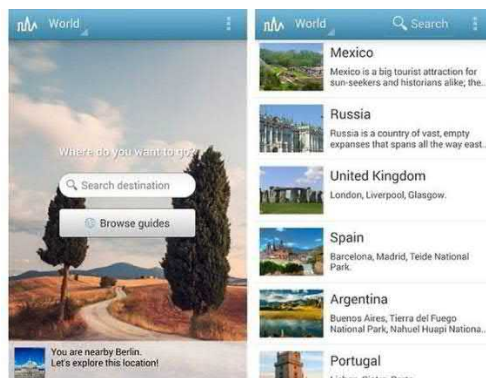 World
Where do you want to go?
Search destination
Browse guides
You are nearby Berlin.
Let's explore this location!
World
Search
Mexico
Mexico is a big tourist attraction for
sun-seekers and historians alike; the..
Russia
Russia is a country of vast, empty
expanses that spans all the way east..
United Kingdom
London, Liverpool, Glasgow.
Spain
Barcelona, Madrid, Teide National
Park.
Argentina
Buenos Aires, Tierra del Fuego
National Park, Nahuel Huapi Nationa..
Portugal